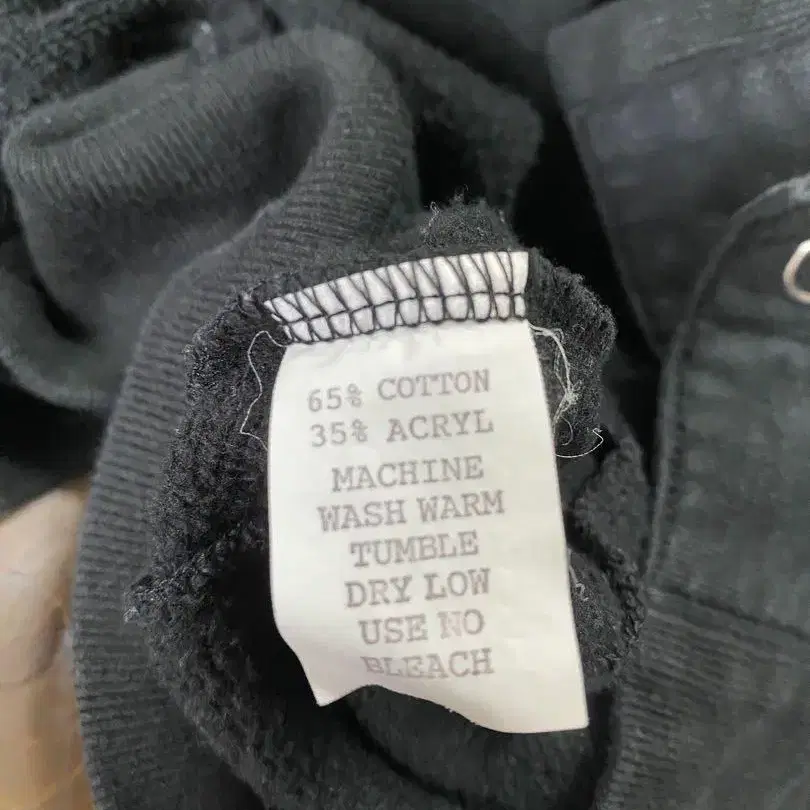 65% COTTON
35% ACRYL
MACHINE
WASH WARM
TUMBLE
DRY LOW
USE NO
BLEACH